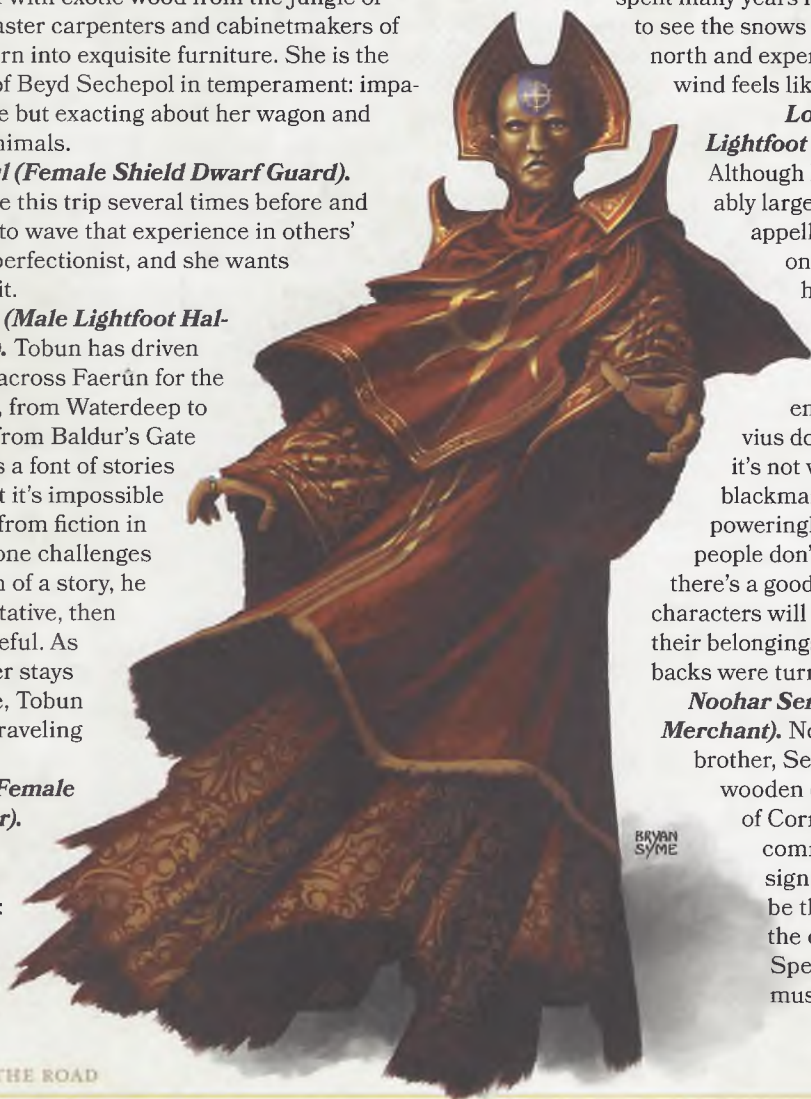 with exotic wood from the jungle of
aster carpenters and cabinetmakers of
rn into exquisite furniture. She is the
of Beyd Sechepol in temperament: impa-
e but exacting about her wagon and
nimals.
l (Female Shield Dwarf Guard).
e this trip several times before and
to wave that experience in others'
perfectionist, and she wants
it.
(Male Lightfoot Hal-
). Tobun has driven
across Faerûn for the
, from Waterdeep to
from Baldur's Gate
s a font of stories
t it's impossible
from fiction in
one challenges
n of a story, he
tative, then
eful. As
er stays
e, Tobun
raveling
Female
r).
:
THE ROAD
spent many years
to see the snows
north and exper
wind feels lik
Lo
Lightfoot
Although
ably large
appell
on
h
en
vius do
it's not
blackma
powering
people don'
there's a good
characters will
their belonging
backs were turn
Noohar Ser
Merchant). No
brother, Se
wooden
of Corm
com
sign
be th
the
Spe
mus
BRYAN
SYME